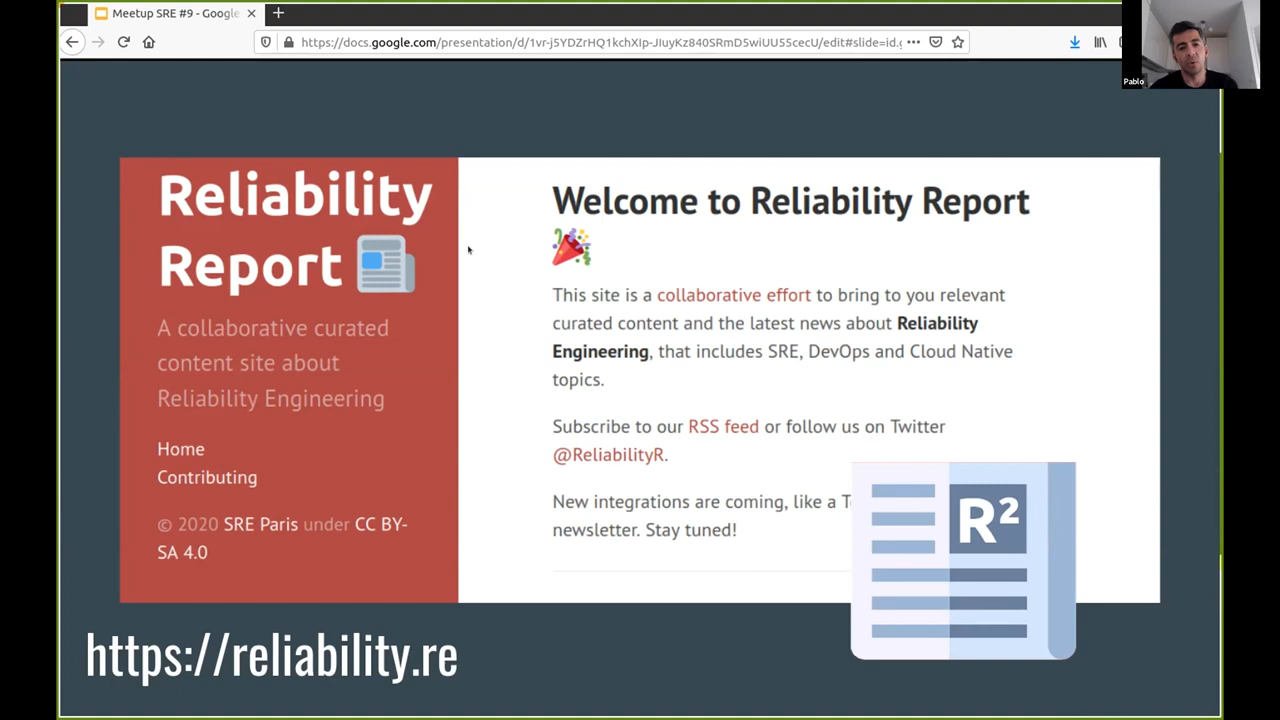 Meetup SRE #9 - Google
https://docs.google.com/presentation/d/1vr-j5YDZrHQ1kchXIp-JIuyKz840SRmD5wiUU55cecU/edit#slide=id.g
Pablo
Reliability
Report
A collaborative curated
content site about
Reliability Engineering
Home
Contributing
© 2020 SRE Paris under CC BY-
SA 4.0
Welcome to Reliability Report
This site is a collaborative effort to bring to you relevant
curated content and the latest news about Reliability
Engineering, that includes SRE, DevOps and Cloud Native
topics.
Subscribe to our RSS feed or follow us on Twitter
@ReliabilityR.
New integrations are coming, like a
newsletter. Stay tuned!
R²
https://reliability.re